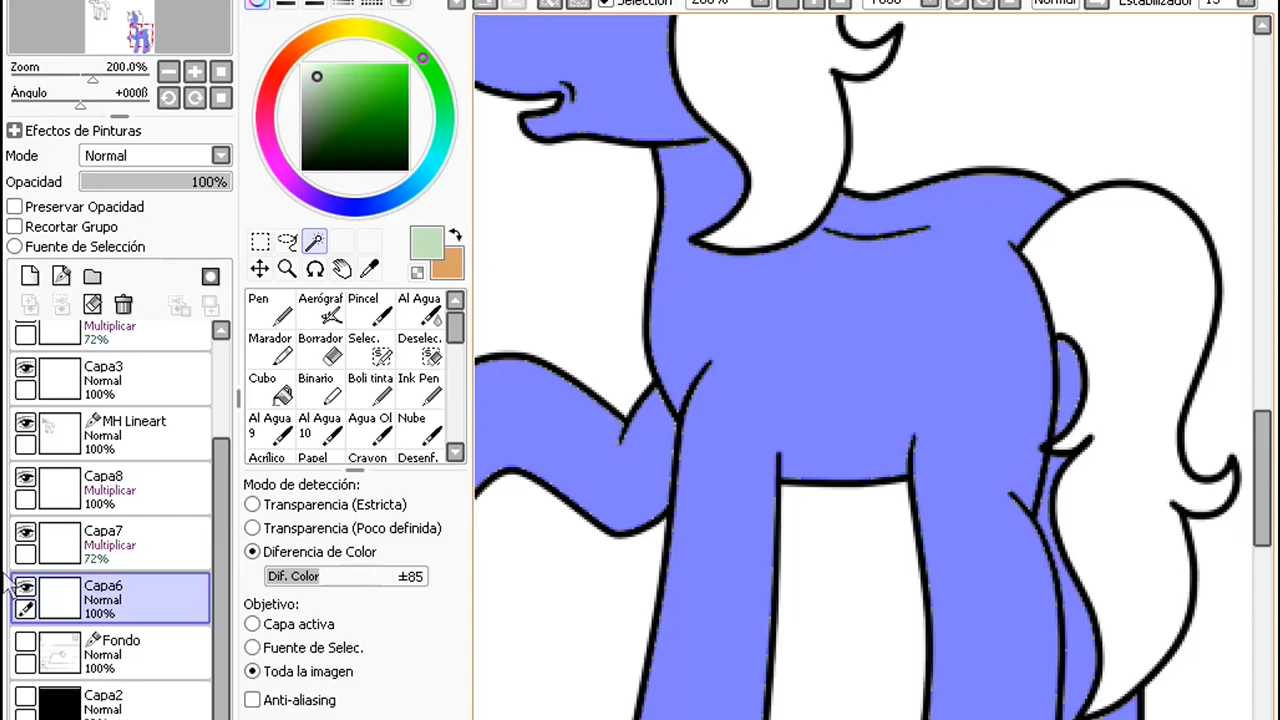 Selección
Normal
Estabilizador
Zoom 200.0%
Ángulo +000ß
Efectos de Pinturas
Mode Normal
Opacidad 100%
Preservar Opacidad
Recortar Grupo
Fuente de Selección
Multiplicar
72%
Capa3
Normal
100%
MH Lineart
Normal
100%
Capa8
Multiplicar
100%
Capa7
Multiplicar
72%
Capa6
Normal
100%
Fondo
Normal
100%
Capa2
Normal
Pen Aerógraf Pincel Al Agua
Marador Borrador Selec. Deselec.
Cubo Binario Boli tinta Ink Pen
Al Agua 9 Al Agua 10 Agua Ol Nube
Acrílico Papel Crayon Desenf.
Modo de detección:
Transparencia (Estricta)
Transparencia (Poco definida)
Diferencia de Color
Dif. Color ±85
Objetivo:
Capa activa
Fuente de Selec.
Toda la imagen
Anti-aliasing